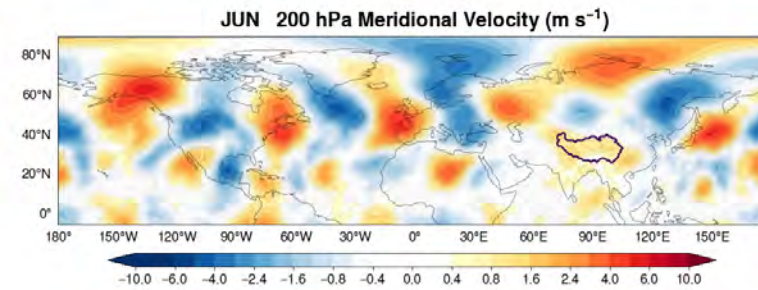 JUN 200 hPa Meridional Velocity (m s⁻¹)
80°N
60°N
40°N
20°N
0°
180° 150°W 120°W 90°W 60°W 30°W 0° 30°E 60°E 90°E 120°E 150°E
−10.0 −6.0 −4.0 −2.4 −1.6 −0.8 −0.4 0.0 0.4 0.8 1.6 2.4 4.0 6.0 10.0